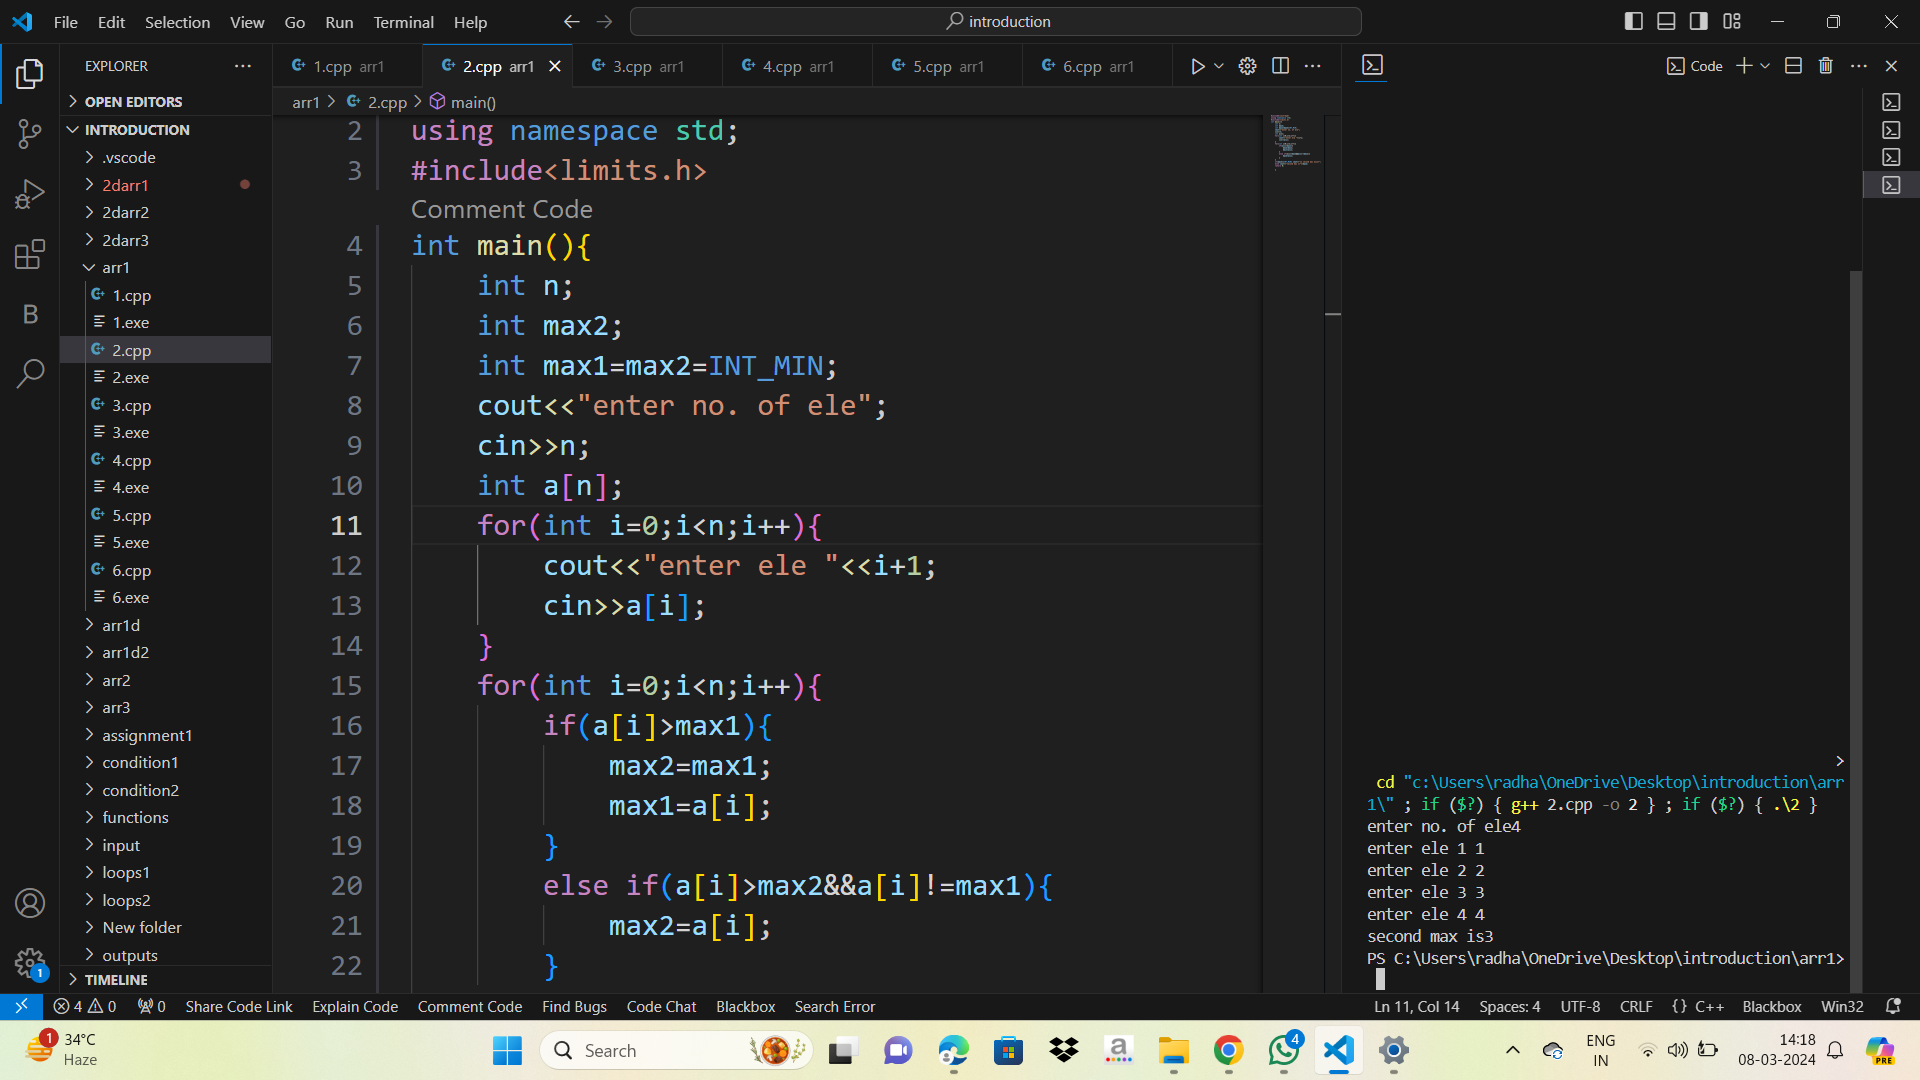 File Edit Selection View Go Run Terminal Help
introduction
EXPLORER
OPEN EDITORS
INTRODUCTION
.vscode
2darr1
2darr2
2darr3
arr1
1.cpp
1.exe
2.cpp
2.exe
3.cpp
3.exe
4.cpp
4.exe
5.cpp
5.exe
6.cpp
6.exe
arr1d
arr1d2
arr2
arr3
assignment1
condition1
condition2
functions
input
loops1
loops2
New folder
outputs
TIMELINE
B
1
1.cpp arr1
2.cpp arr1
3.cpp arr1
4.cpp arr1
5.cpp arr1
6.cpp arr1
arr1 > 2.cpp > main()
2 using namespace std;
3 #include<limits.h>
Comment Code
4 int main(){
5 int n;
6 int max2;
7 int max1=max2=INT_MIN;
8 cout<<"enter no. of ele";
9 cin>>n;
10 int a[n];
11 for(int i=0;i<n;i++){
12 cout<<"enter ele "<<i+1;
13 cin>>a[i];
14 }
15 for(int i=0;i<n;i++){
16 if(a[i]>max1){
17 max2=max1;
18 max1=a[i];
19 }
20 else if(a[i]>max2&&a[i]!=max1){
21 max2=a[i];
22 }
Code
>
cd "c:\Users\radha\OneDrive\Desktop\introduction\arr
1\" ; if ($?) { g++ 2.cpp -o 2 } ; if ($?) { .\2 }
enter no. of ele4
enter ele 1 1
enter ele 2 2
enter ele 3 3
enter ele 4 4
second max is3
PS C:\Users\radha\OneDrive\Desktop\introduction\arr1>
4 0 0 Share Code Link Explain Code Comment Code Find Bugs Code Chat Blackbox Search Error
Ln 11, Col 14 Spaces: 4 UTF-8 CRLF {} C++ Blackbox Win32
1
34°C
Haze
Search
a
4
ENG
IN
14:18
08-03-2024
PRE